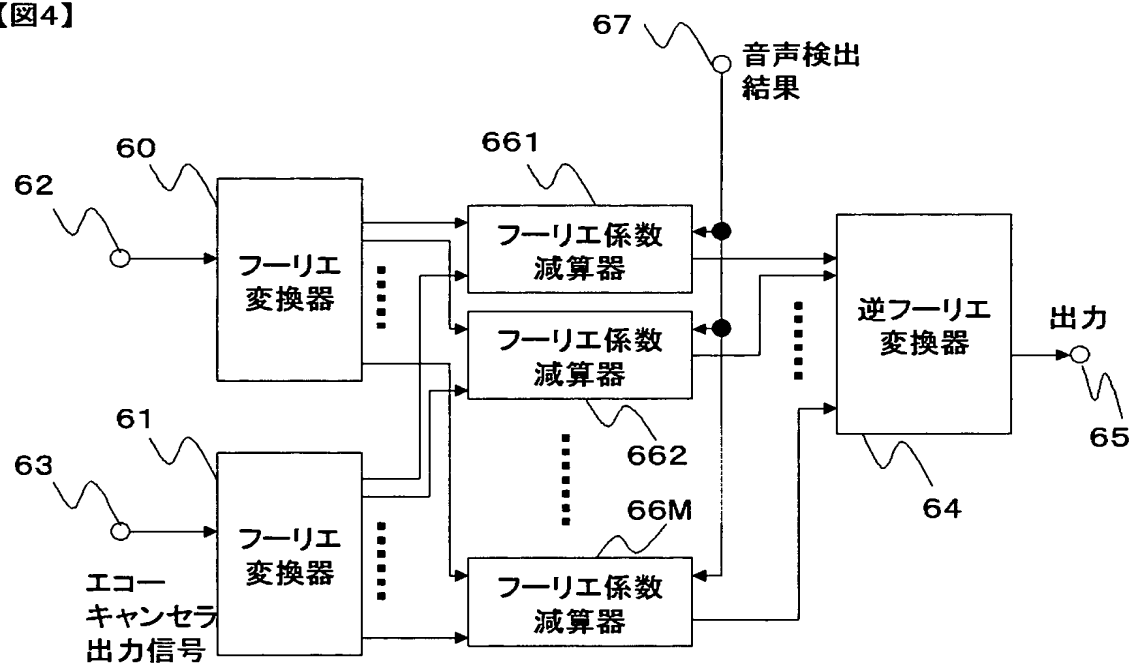 【図4】
67
音声検出
結果
60
661
62
フーリエ
変換器
フーリエ係数
減算器
フーリエ係数
減算器
逆フーリエ
変換器
出力
61
662
65
63
66M
64
フーリエ
変換器
フーリエ係数
減算器
エコー
キャンセラ
出力信号